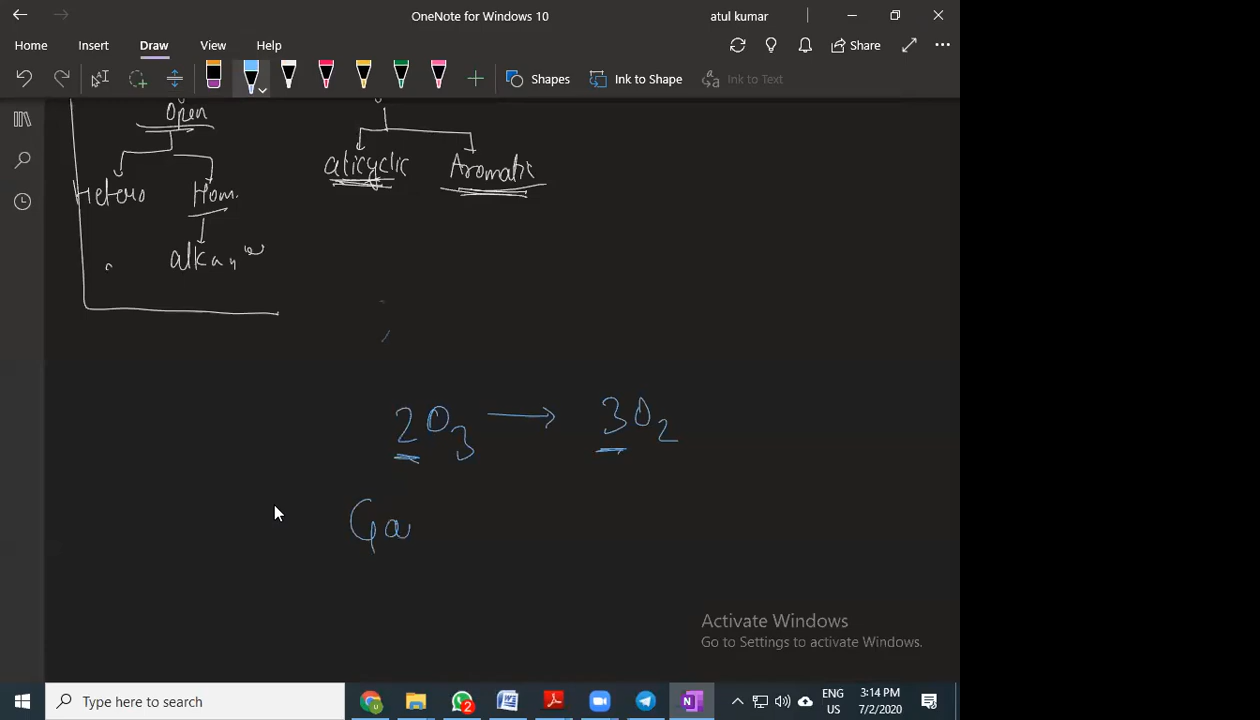 OneNote for Windows 10
atul kumar
Home Insert Draw View Help
Share
Shapes Ink to Shape Ink to Text
Open
alicyclic Aromatic
Hetero Hom.
alkane
2O3 → 3O2
Ga
Activate Windows
Go to Settings to activate Windows.
Type here to search
2
ENG
US
3:14 PM
7/2/2020